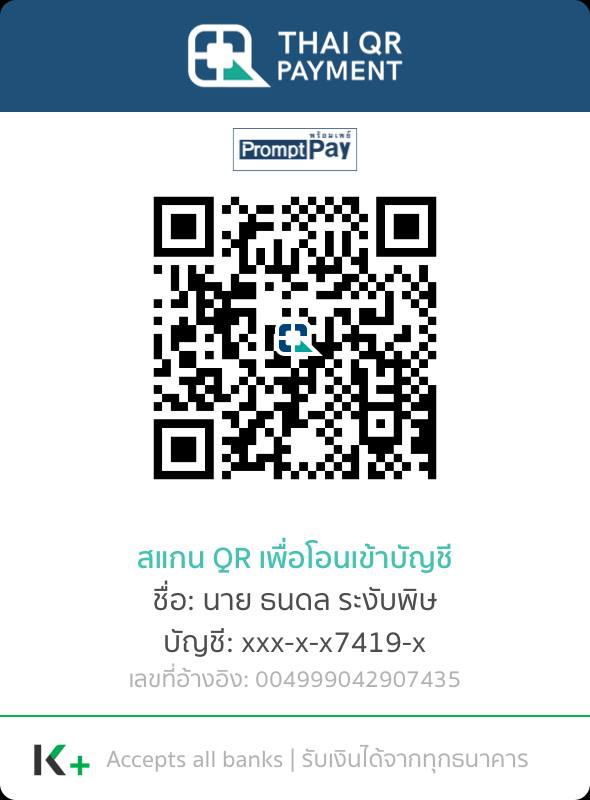 THAI QR
PAYMENT
พร้อมเพย์
PromptPay
สแกน QR เพื่อโอนเข้าบัญชี
ชื่อ: นาย ธนดล ระงับพิษ
บัญชี: xxx-x-x7419-x
เลขที่อ้างอิง: 004999042907435
K+ Accepts all banks | รับเงินได้จากทุกธนาคาร